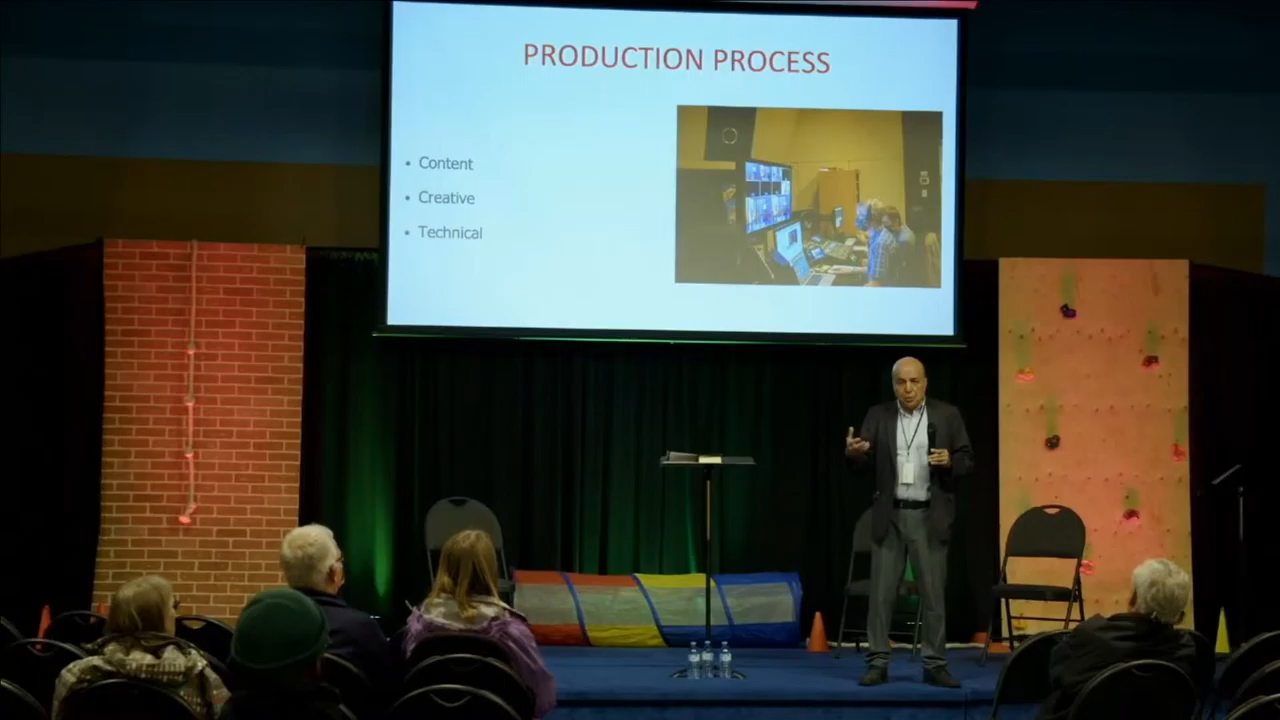 PRODUCTION PROCESS
• Content
• Creative
• Technical